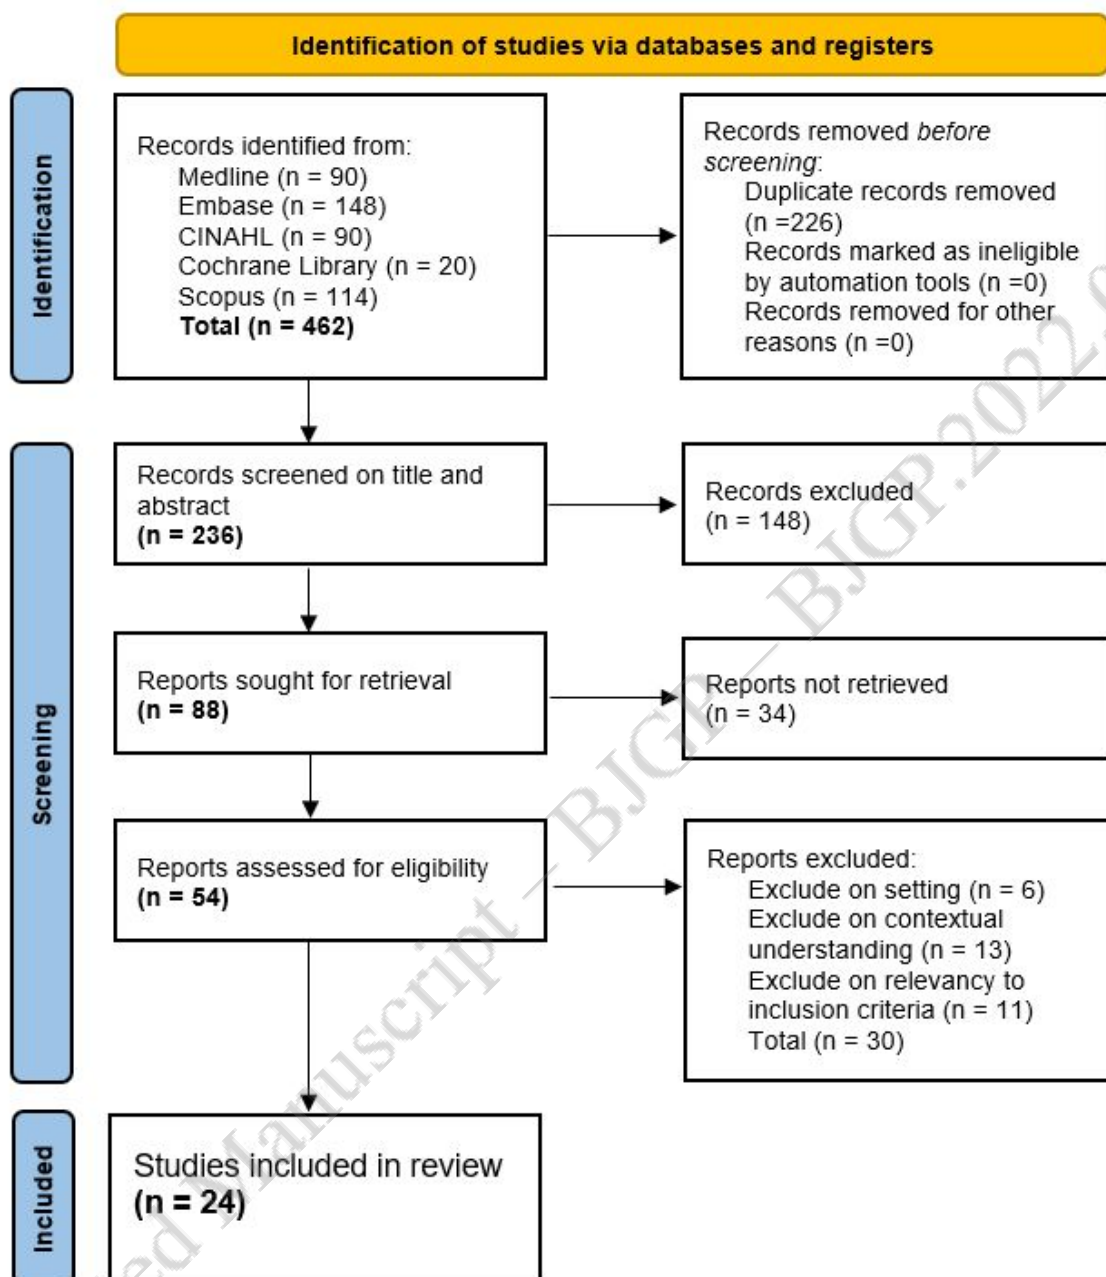 Identification of studies via databases and registers
Identification
Records identified from:
Medline (n = 90)
Embase (n = 148)
CINAHL (n = 90)
Cochrane Library (n = 20)
Scopus (n = 114)
Total (n = 462)
Records removed before
screening:
Duplicate records removed
(n =226)
Records marked as ineligible
by automation tools (n =0)
Records removed for other
reasons (n =0)
Screening
Records screened on title and
abstract
(n = 236)
Records excluded
(n = 148)
Reports sought for retrieval
(n = 88)
Reports not retrieved
(n = 34)
Reports assessed for eligibility
(n = 54)
Reports excluded:
Exclude on setting (n = 6)
Exclude on contextual
understanding (n = 13)
Exclude on relevancy to
inclusion criteria (n = 11)
Total (n = 30)
Included
Studies included in review
(n = 24)
Manuscript – BJGP – BJGP.2022.